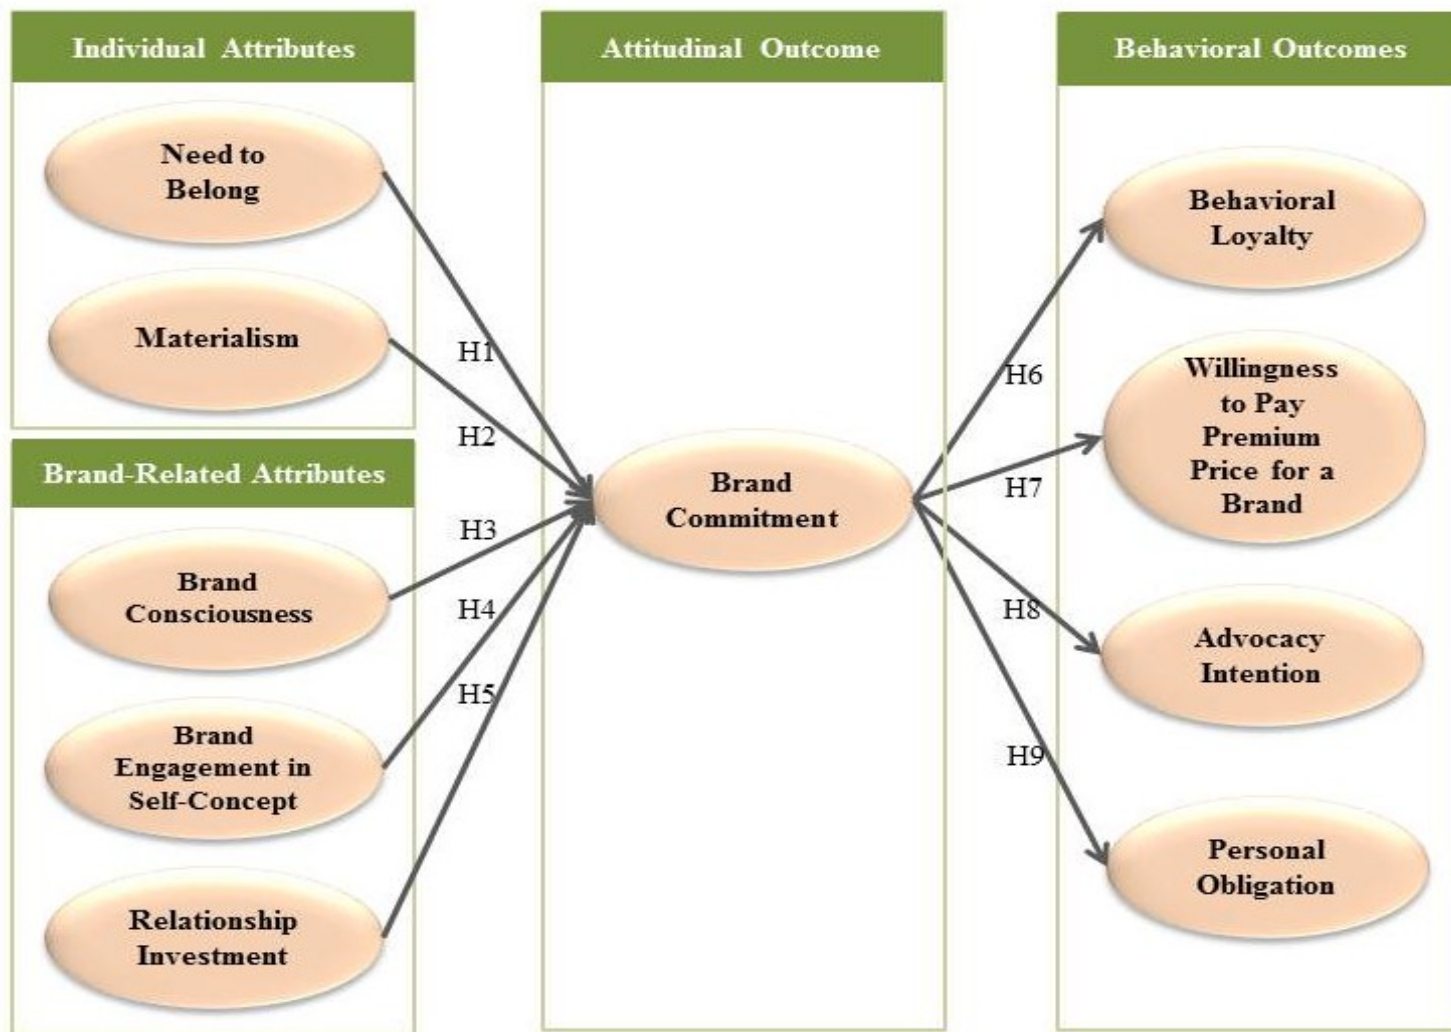 Individual Attributes
Need to
Belong
Materialism
Brand-Related Attributes
Brand
Consciousness
Brand
Engagement in
Self-Concept
Relationship
Investment
H1
H2
H3
H4
H5
Attitudinal Outcome
Brand
Commitment
H6
H7
H8
H9
Behavioral Outcomes
Behavioral
Loyalty
Willingness
to Pay
Premium
Price for a
Brand
Advocacy
Intention
Personal
Obligation